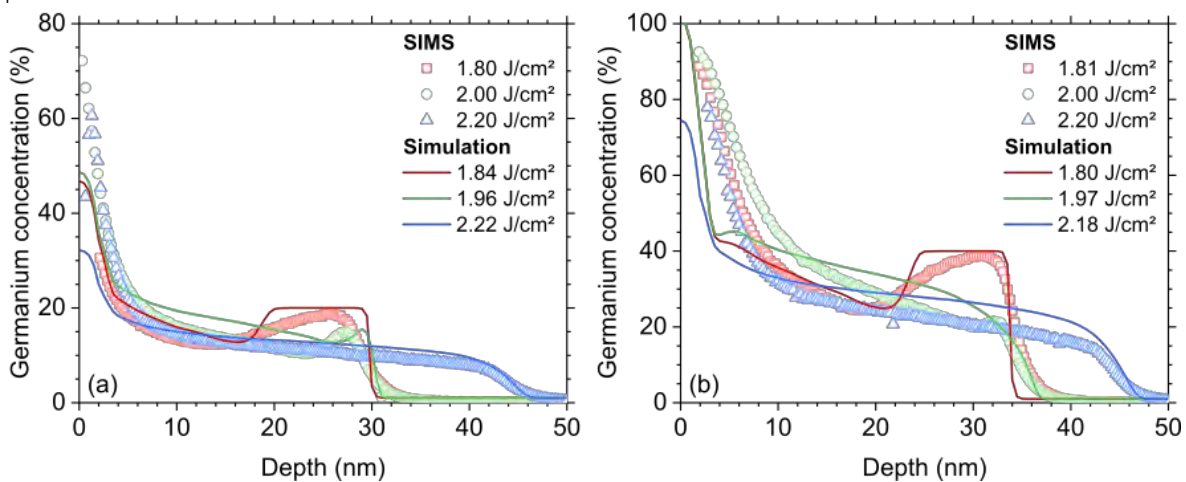 Germanium concentration (%)
80
60
40
20
0
SIMS
1.80 J/cm²
2.00 J/cm²
2.20 J/cm²
Simulation
1.84 J/cm²
1.96 J/cm²
2.22 J/cm²
(a)
0 10 20 30 40 50
Depth (nm)
Germanium concentration (%)
100
80
60
40
20
0
SIMS
1.81 J/cm²
2.00 J/cm²
2.20 J/cm²
Simulation
1.80 J/cm²
1.97 J/cm²
2.18 J/cm²
(b)
0 10 20 30 40 50
Depth (nm)